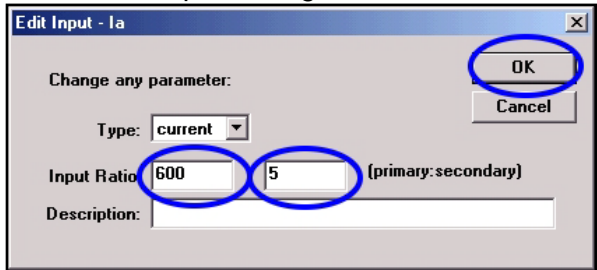 Edit Input - Ia
OK
Change any parameter:
Cancel
Type: current
Input Ratio 600 5 (primary:secondary)
Description: